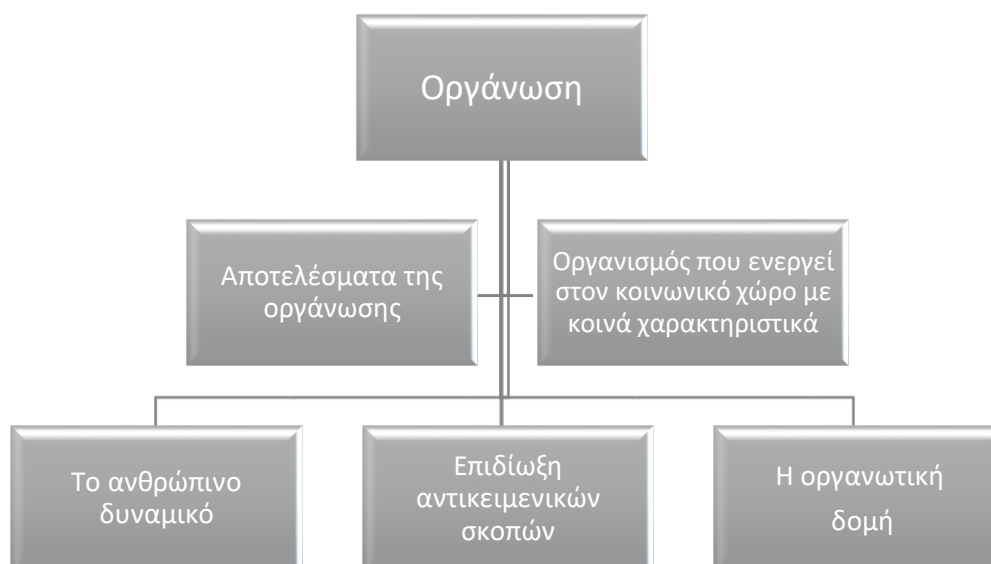 Οργάνωση
Αποτελέσματα της
οργάνωσης
Οργανισμός που ενεργεί
στον κοινωνικό χώρο με
κοινά χαρακτηριστικά
Το ανθρώπινο
δυναμικό
Επιδίωξη
αντικειμενικών
σκοπών
Η οργανωτική
δομή